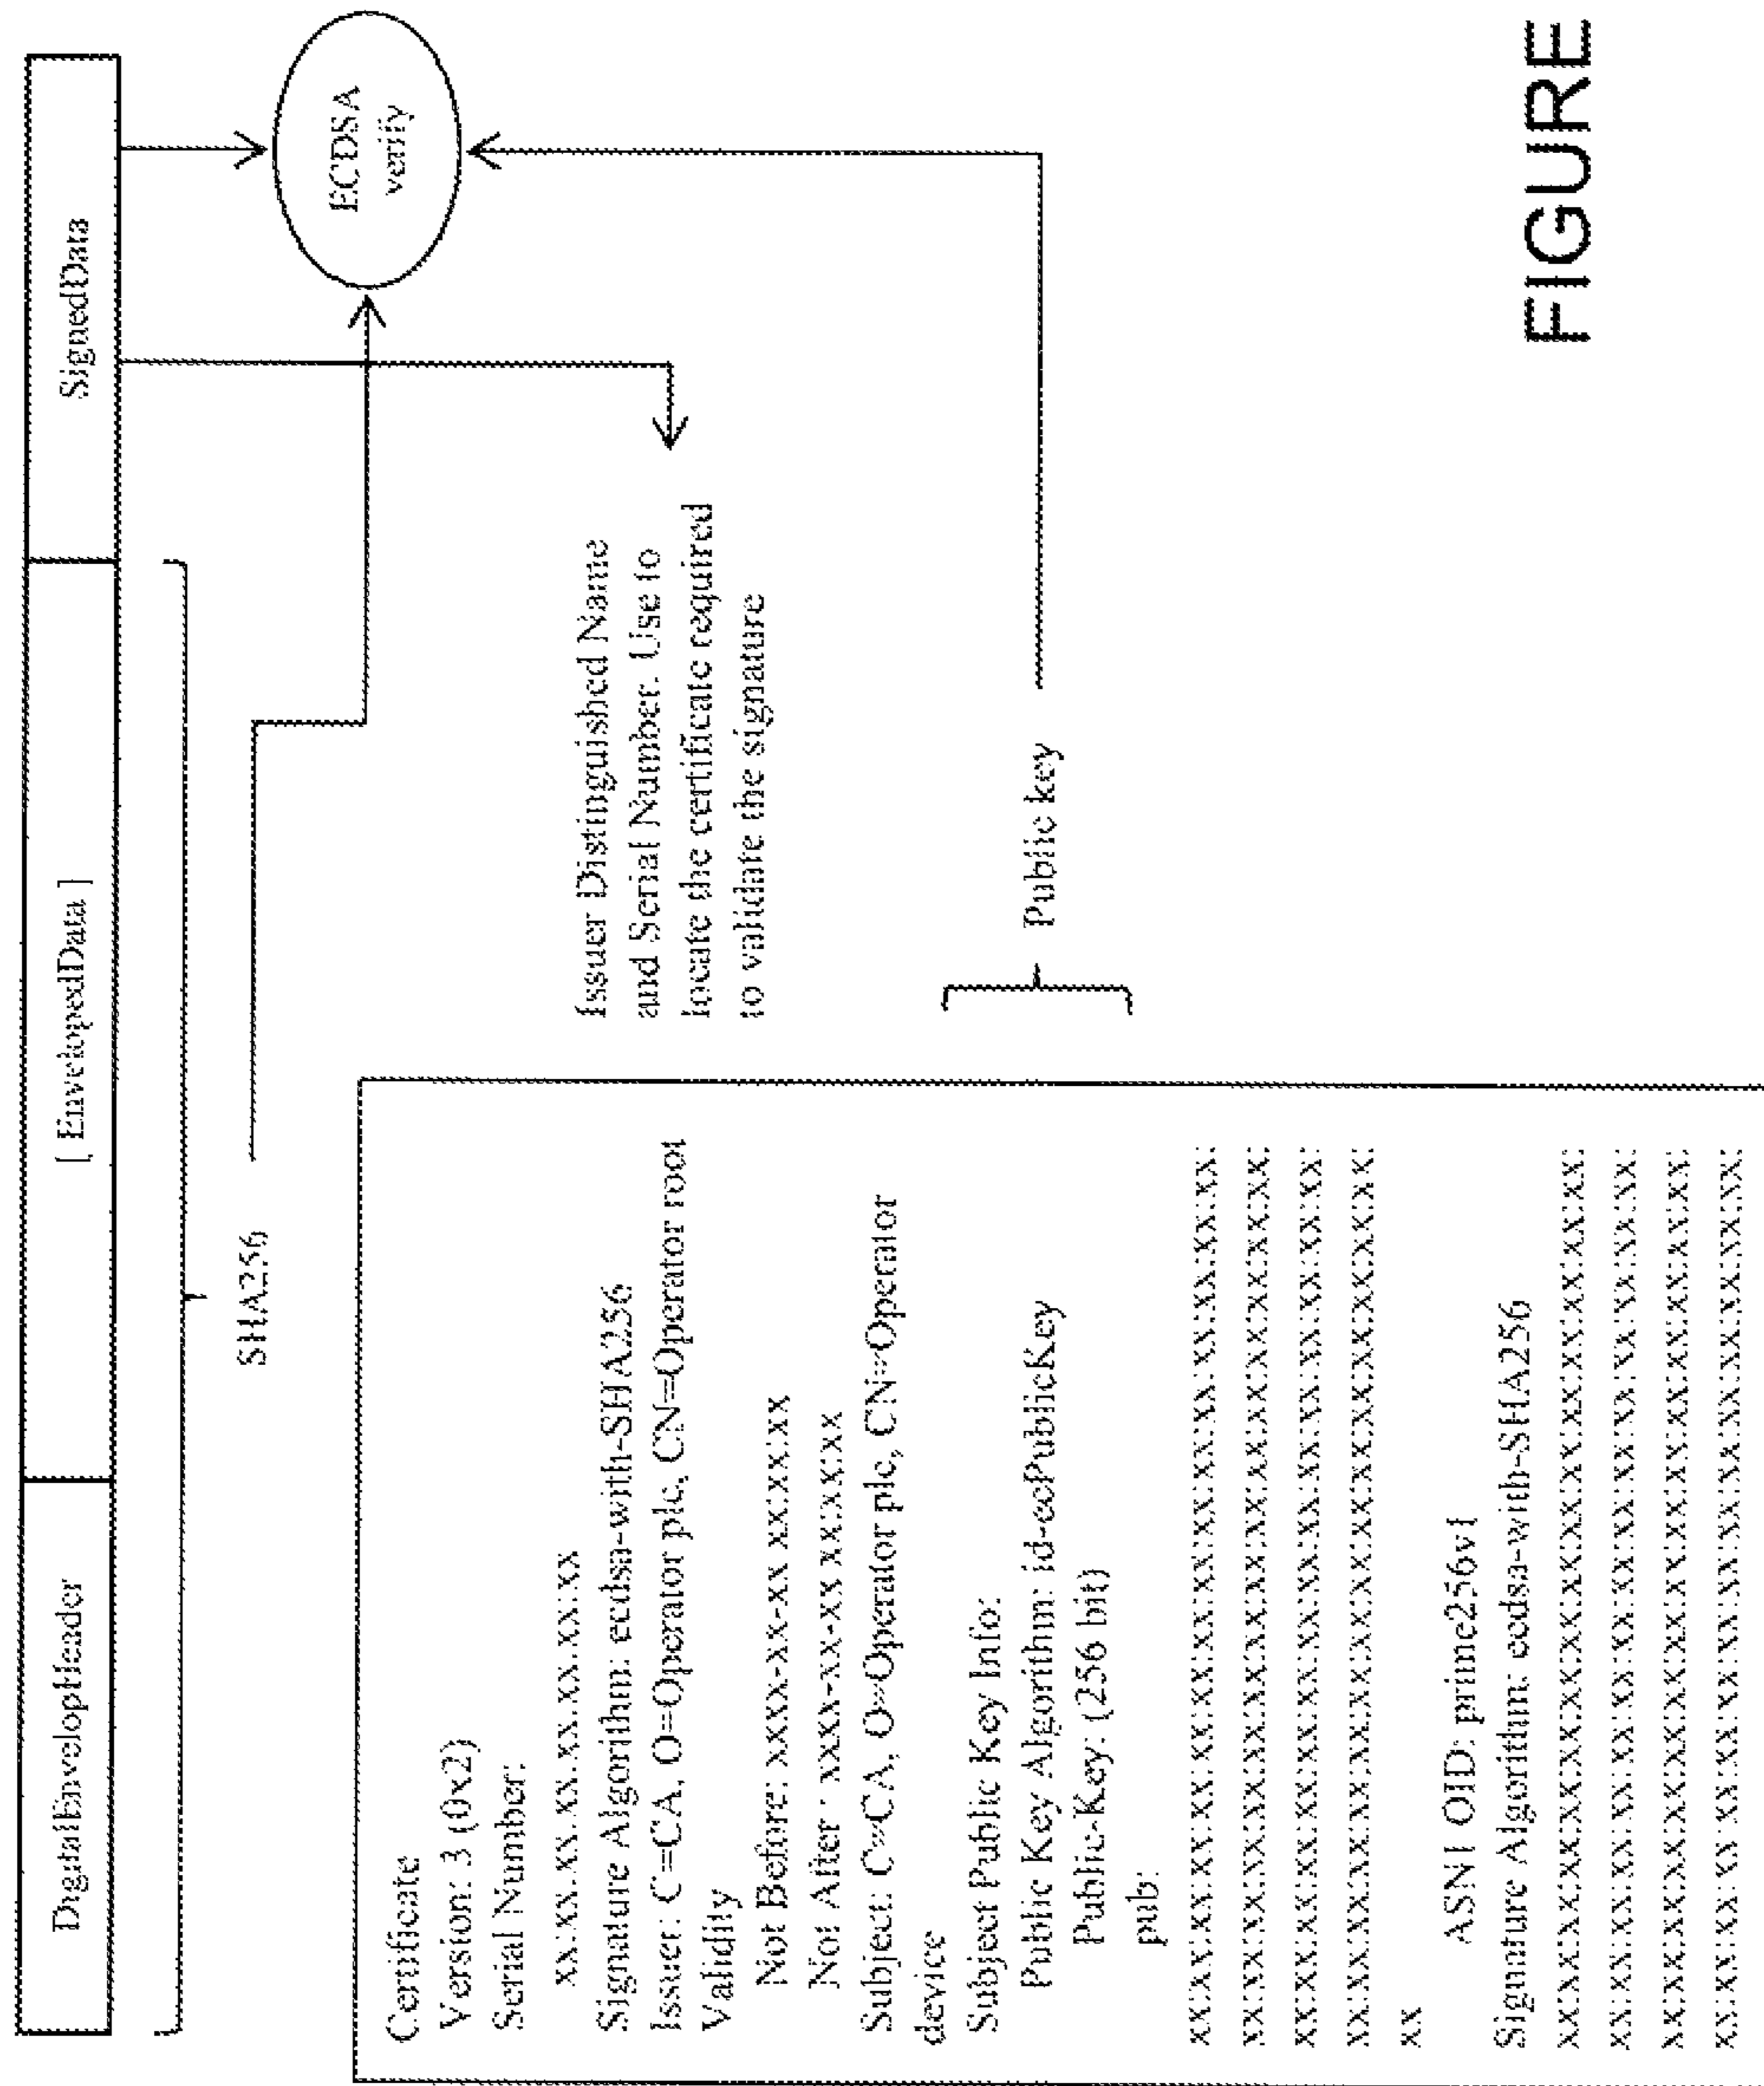 DigitalEnvelopHeader
[ EnvelopedData ]
SignedData
SHA256
ECDSA
verify
Issuer Distinguished Name
and Serial Number. Use to
locate the certificate required
to validate the signature
Public key
Certificate
Version: 3 (0x2)
Serial Number:
xx:xx:xx:xx:xx:xx:xx:xx
Signature Algorithm: ecdsa-with-SHA256
Issuer: C=CA, O=Operator plc, CN=Operator root
Validity
Not Before: xxxx-xx-xx xx:xx:xx
Not After : xxxx-xx-xx xx:xx:xx
Subject: C=CA, O=Operator plc, CN=Operator
device
Subject Public Key Info:
Public Key Algorithm: id-ecPublicKey
Public-Key: (256 bit)
pub:
xx:xx:xx:xx:xx:xx:xx:xx:xx:xx:xx:xx:xx:xx:xx:xx:
xx:xx:xx:xx:xx:xx:xx:xx:xx:xx:xx:xx:xx:xx:xx:xx:
xx:xx:xx:xx:xx:xx:xx:xx:xx:xx:xx:xx:xx:xx:xx:xx:
xx:xx:xx:xx:xx:xx:xx:xx:xx:xx:xx:xx:xx:xx:xx:xx:
xx
ASN1 OID: prime256v1
Signature Algorithm: ecdsa-with-SHA256
xx:xx:xx:xx:xx:xx:xx:xx:xx:xx:xx:xx:xx:xx:xx:xx:
xx:xx:xx:xx:xx:xx:xx:xx:xx:xx:xx:xx:xx:xx:xx:xx:
xx:xx:xx:xx:xx:xx:xx:xx:xx:xx:xx:xx:xx:xx:xx:xx:
xx:xx:xx:xx:xx:xx:xx:xx:xx:xx:xx:xx:xx:xx:xx:xx:
FIGURE